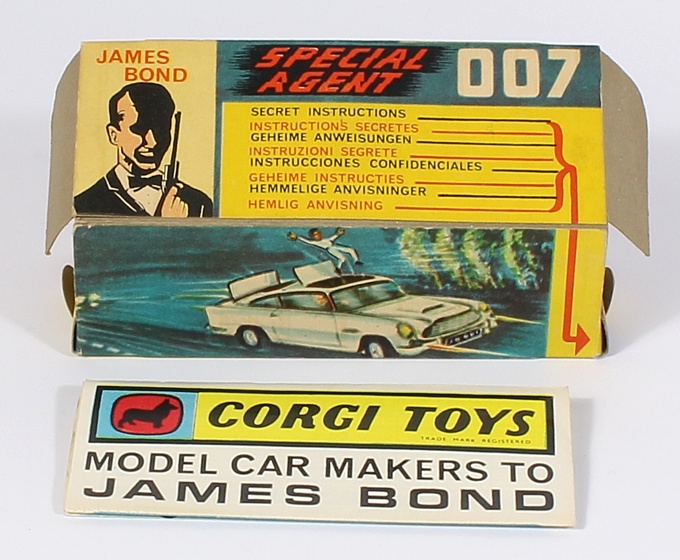 JAMES
BOND
SPECIAL
AGENT
007
SECRET INSTRUCTIONS
INSTRUCTIONS SECRETES
GEHEIME ANWEISUNGEN
INSTRUZIONI SEGRETE
INSTRUCCIONES CONFIDENCIALES
GEHEIME INSTRUCTIES
HEMMELIGE ANVISNINGER
HEMLIG ANVISNING
CORGI TOYS
TRADE MARK REGISTERED
MODEL CAR MAKERS TO
JAMES BOND